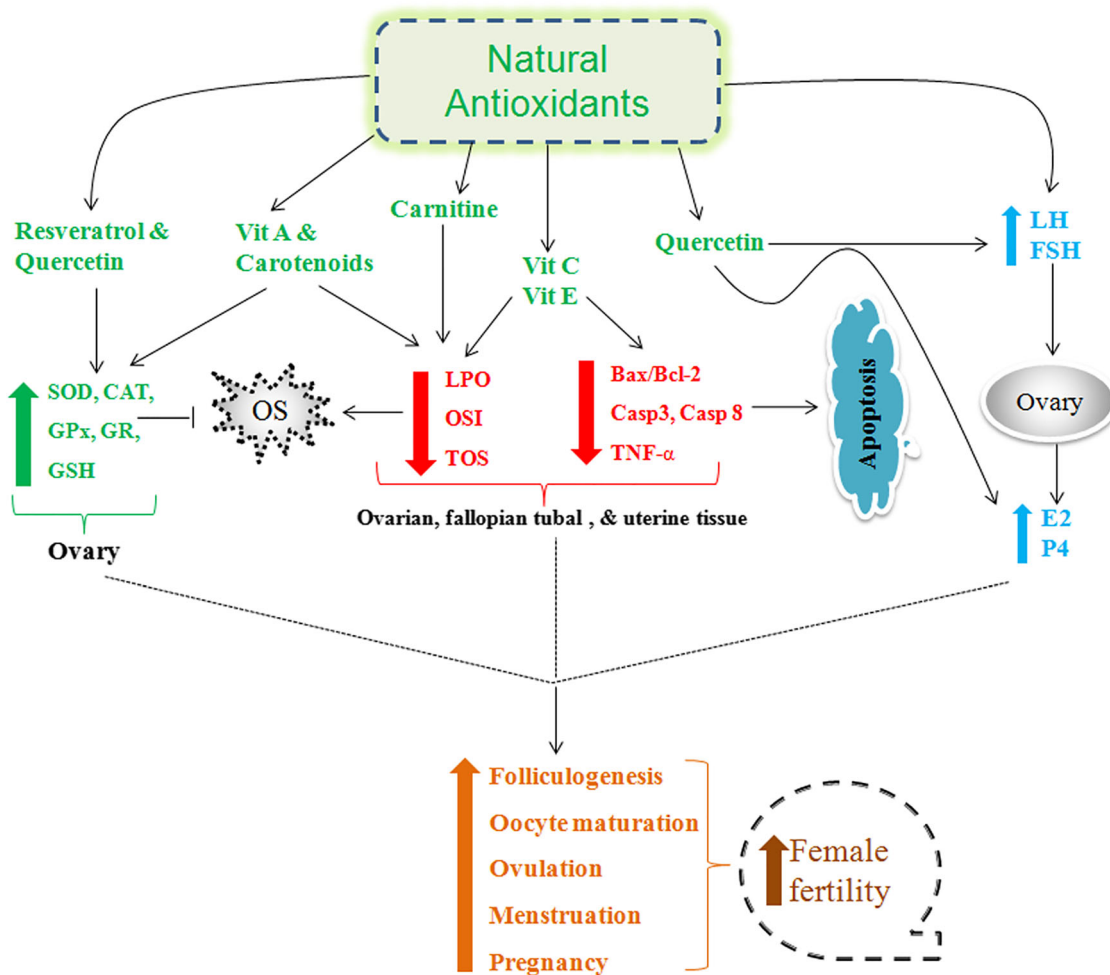 Natural
Antioxidants
Resveratrol &
Quercetin
Vit A &
Carotenoids
Carnitine
Vit C
Vit E
Quercetin
LH
FSH
SOD, CAT,
GPx, GR,
GSH
OS
LPO
OSI
TOS
Bax/Bcl-2
Casp3, Casp 8
TNF-α
Apoptosis
Ovary
E2
P4
Ovary
Ovarian, fallopian tubal , & uterine tissue
Folliculogenesis
Oocyte maturation
Ovulation
Menstruation
Pregnancy
Female
fertility